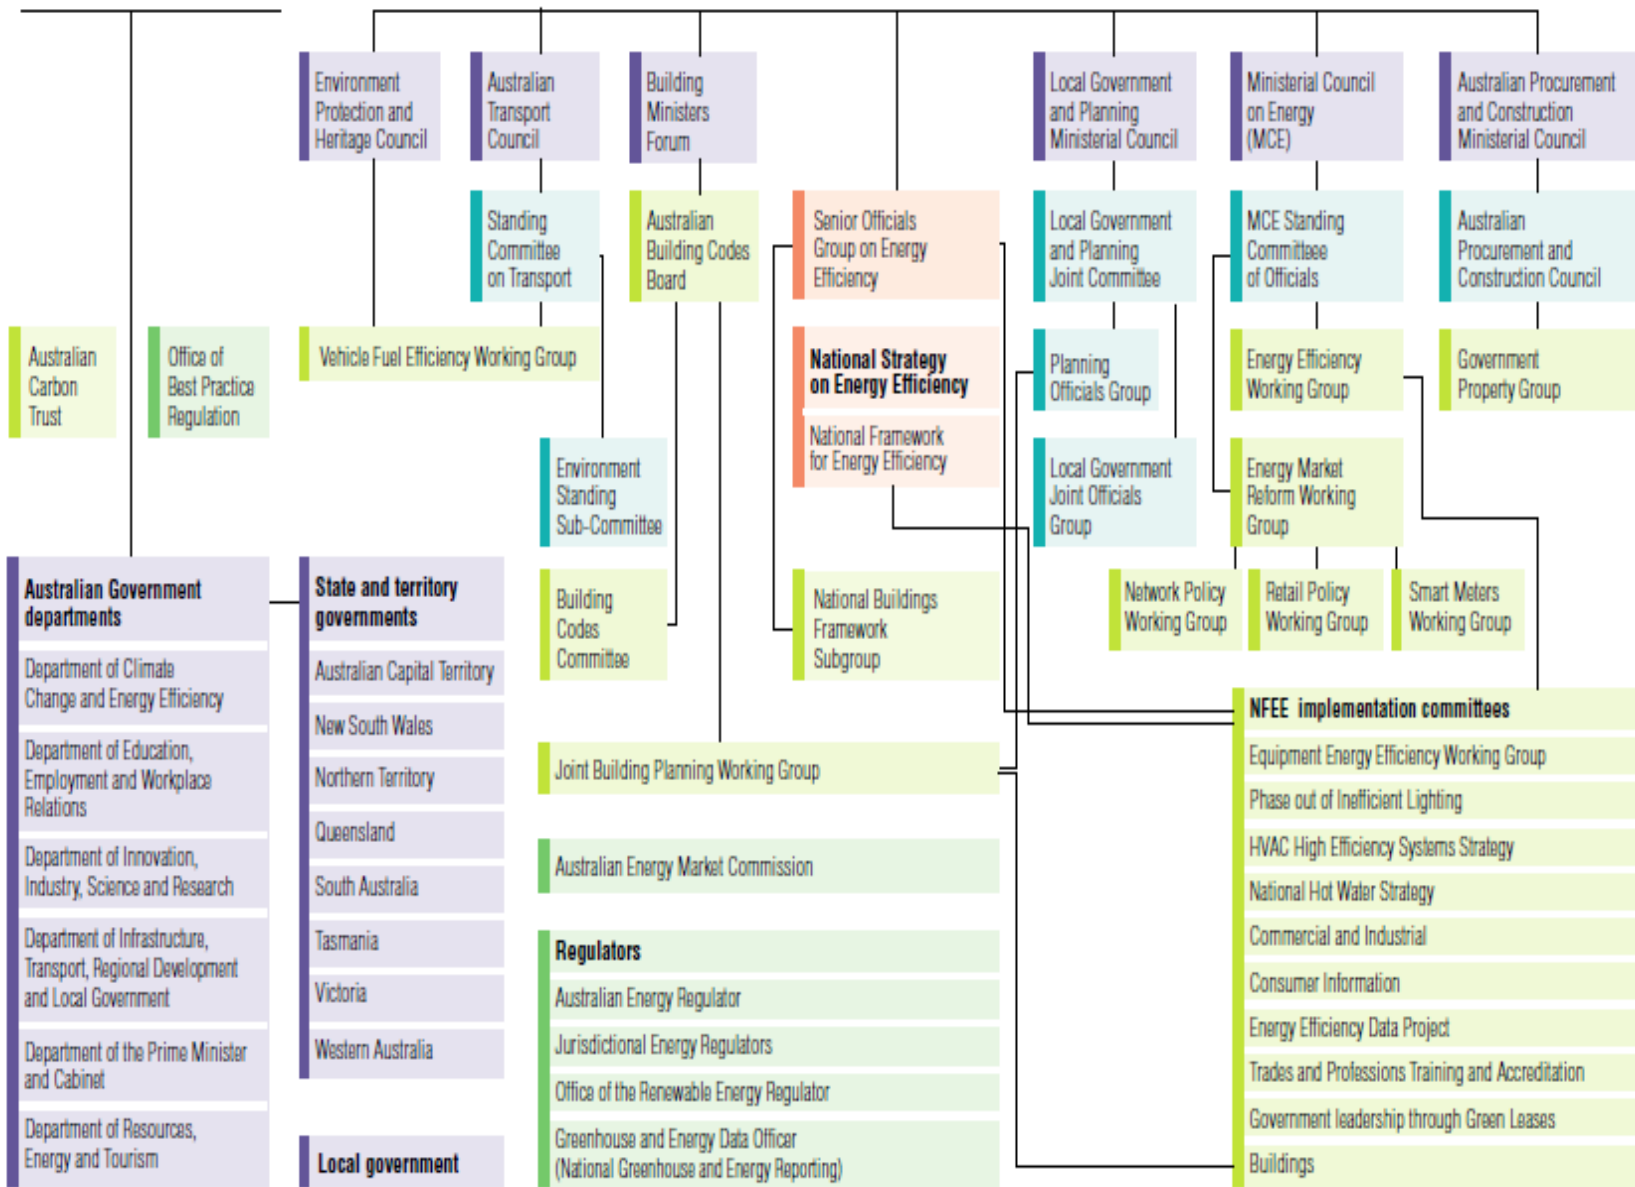 Environment
Protection and
Heritage Council
Australian
Transport
Council
Building
Ministers
Forum
Local Government
and Planning
Ministerial Council
Ministerial Council
on Energy
(MCE)
Australian Procurement
and Construction
Ministerial Council
Standing
Committee
on Transport
Australian
Building Codes
Board
Senior Officials
Group on Energy
Efficiency
Local Government
and Planning
Joint Committee
MCE Standing
Committeee
of Officials
Australian
Procurement and
Construction Council
Australian
Carbon
Trust
Office of
Best Practice
Regulation
Vehicle Fuel Efficiency Working Group
National Strategy
on Energy Efficiency
National Framework
for Energy Efficiency
Planning
Officials Group
Energy Efficiency
Working Group
Government
Property Group
Environment
Standing
Sub-Committee
Local Government
Joint Officials
Group
Energy Market
Reform Working
Group
Building
Codes
Committee
National Buildings
Framework
Subgroup
Network Policy
Working Group
Retail Policy
Working Group
Smart Meters
Working Group
Australian Government
departments
Department of Climate
Change and Energy Efficiency
Department of Education,
Employment and Workplace
Relations
Department of Innovation,
Industry, Science and Research
Department of Infrastructure,
Transport, Regional Development
and Local Government
Department of the Prime Minister
and Cabinet
Department of Resources,
Energy and Tourism
State and territory
governments
Australian Capital Territory
New South Wales
Northern Territory
Queensland
South Australia
Tasmania
Victoria
Western Australia
Local government
Joint Building Planning Working Group
Australian Energy Market Commission
Regulators
Australian Energy Regulator
Jurisdictional Energy Regulators
Office of the Renewable Energy Regulator
Greenhouse and Energy Data Officer
(National Greenhouse and Energy Reporting)
NFEE implementation committees
Equipment Energy Efficiency Working Group
Phase out of Inefficient Lighting
HVAC High Efficiency Systems Strategy
National Hot Water Strategy
Commercial and Industrial
Consumer Information
Energy Efficiency Data Project
Trades and Professions Training and Accreditation
Government leadership through Green Leases
Buildings